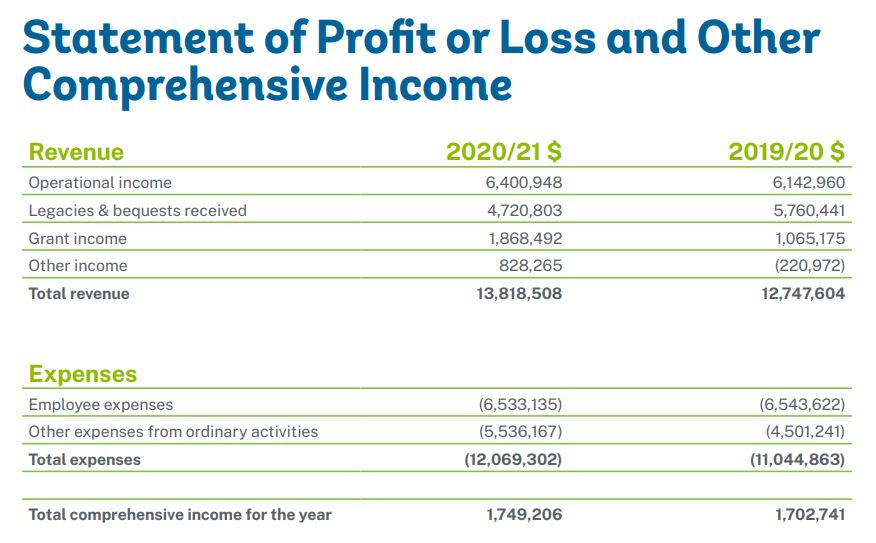 Statement of Profit or Loss and Other
Comprehensive Income
Revenue 2020/21 $ 2019/20 $
Operational income 6,400,948 6,142,960
Legacies & bequests received 4,720,803 5,760,441
Grant income 1,868,492 1,065,175
Other income 828,265 (220,972)
Total revenue 13,818,508 12,747,604
Expenses
Employee expenses (6,533,135) (6,543,622)
Other expenses from ordinary activities (5,536,167) (4,501,241)
Total expenses (12,069,302) (11,044,863)
Total comprehensive income for the year 1,749,206 1,702,741